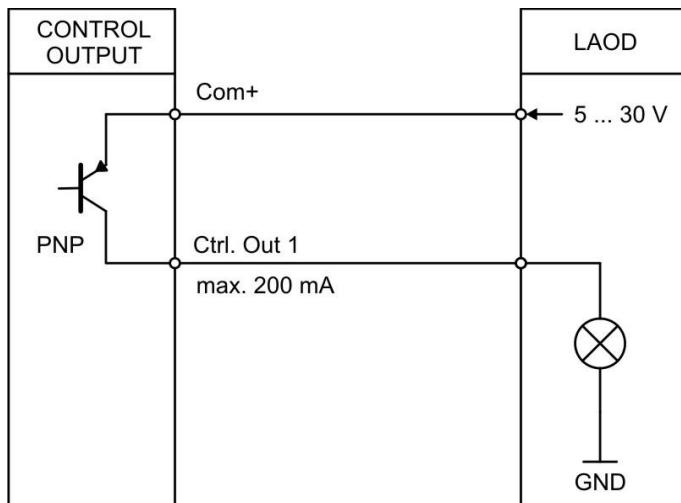 CONTROL
OUTPUT
LAOD
Com+
5 ... 30 V
PNP
Ctrl. Out 1
max. 200 mA
GND